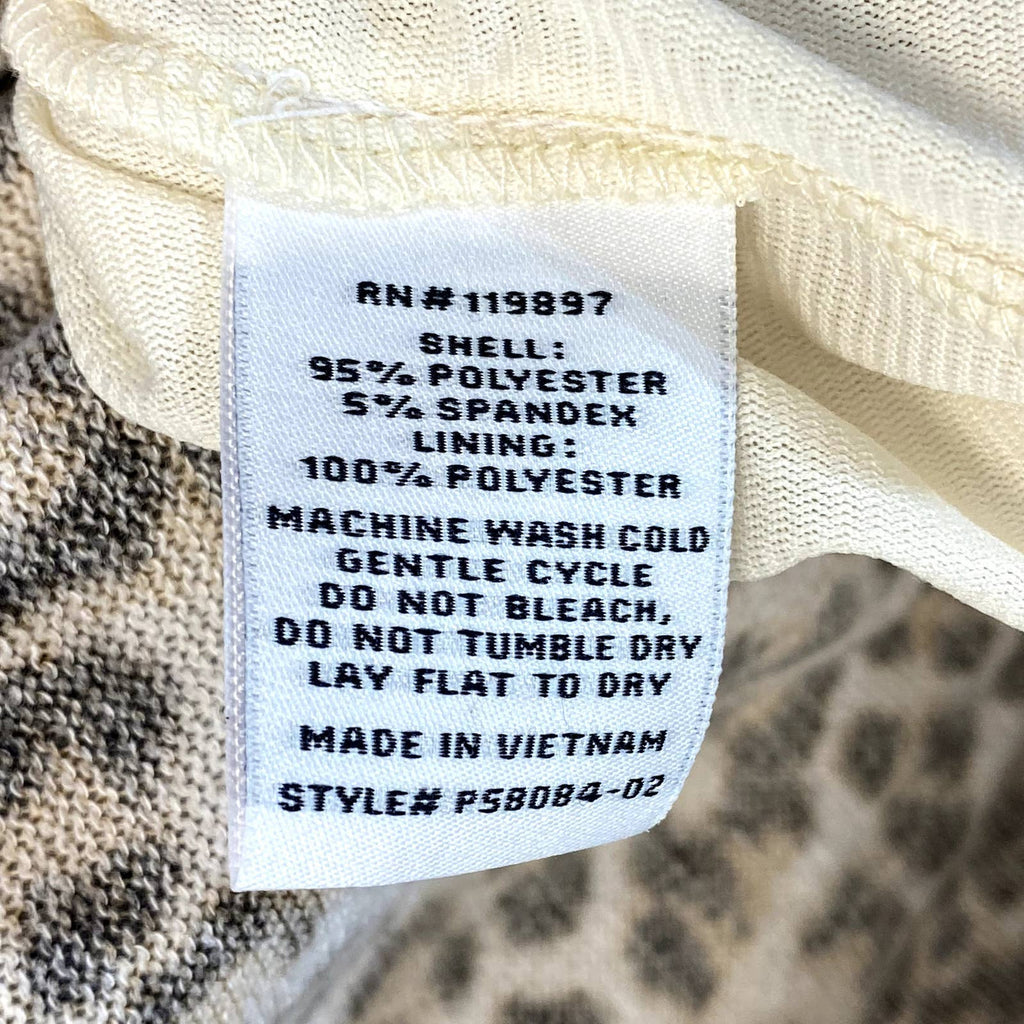 RN#119897
SHELL:
95% POLYESTER
5% SPANDEX
LINING:
100% POLYESTER
MACHINE WASH COLD
GENTLE CYCLE
DO NOT BLEACH,
DO NOT TUMBLE DRY
LAY FLAT TO DRY
MADE IN VIETNAM
STYLE# P58084-02